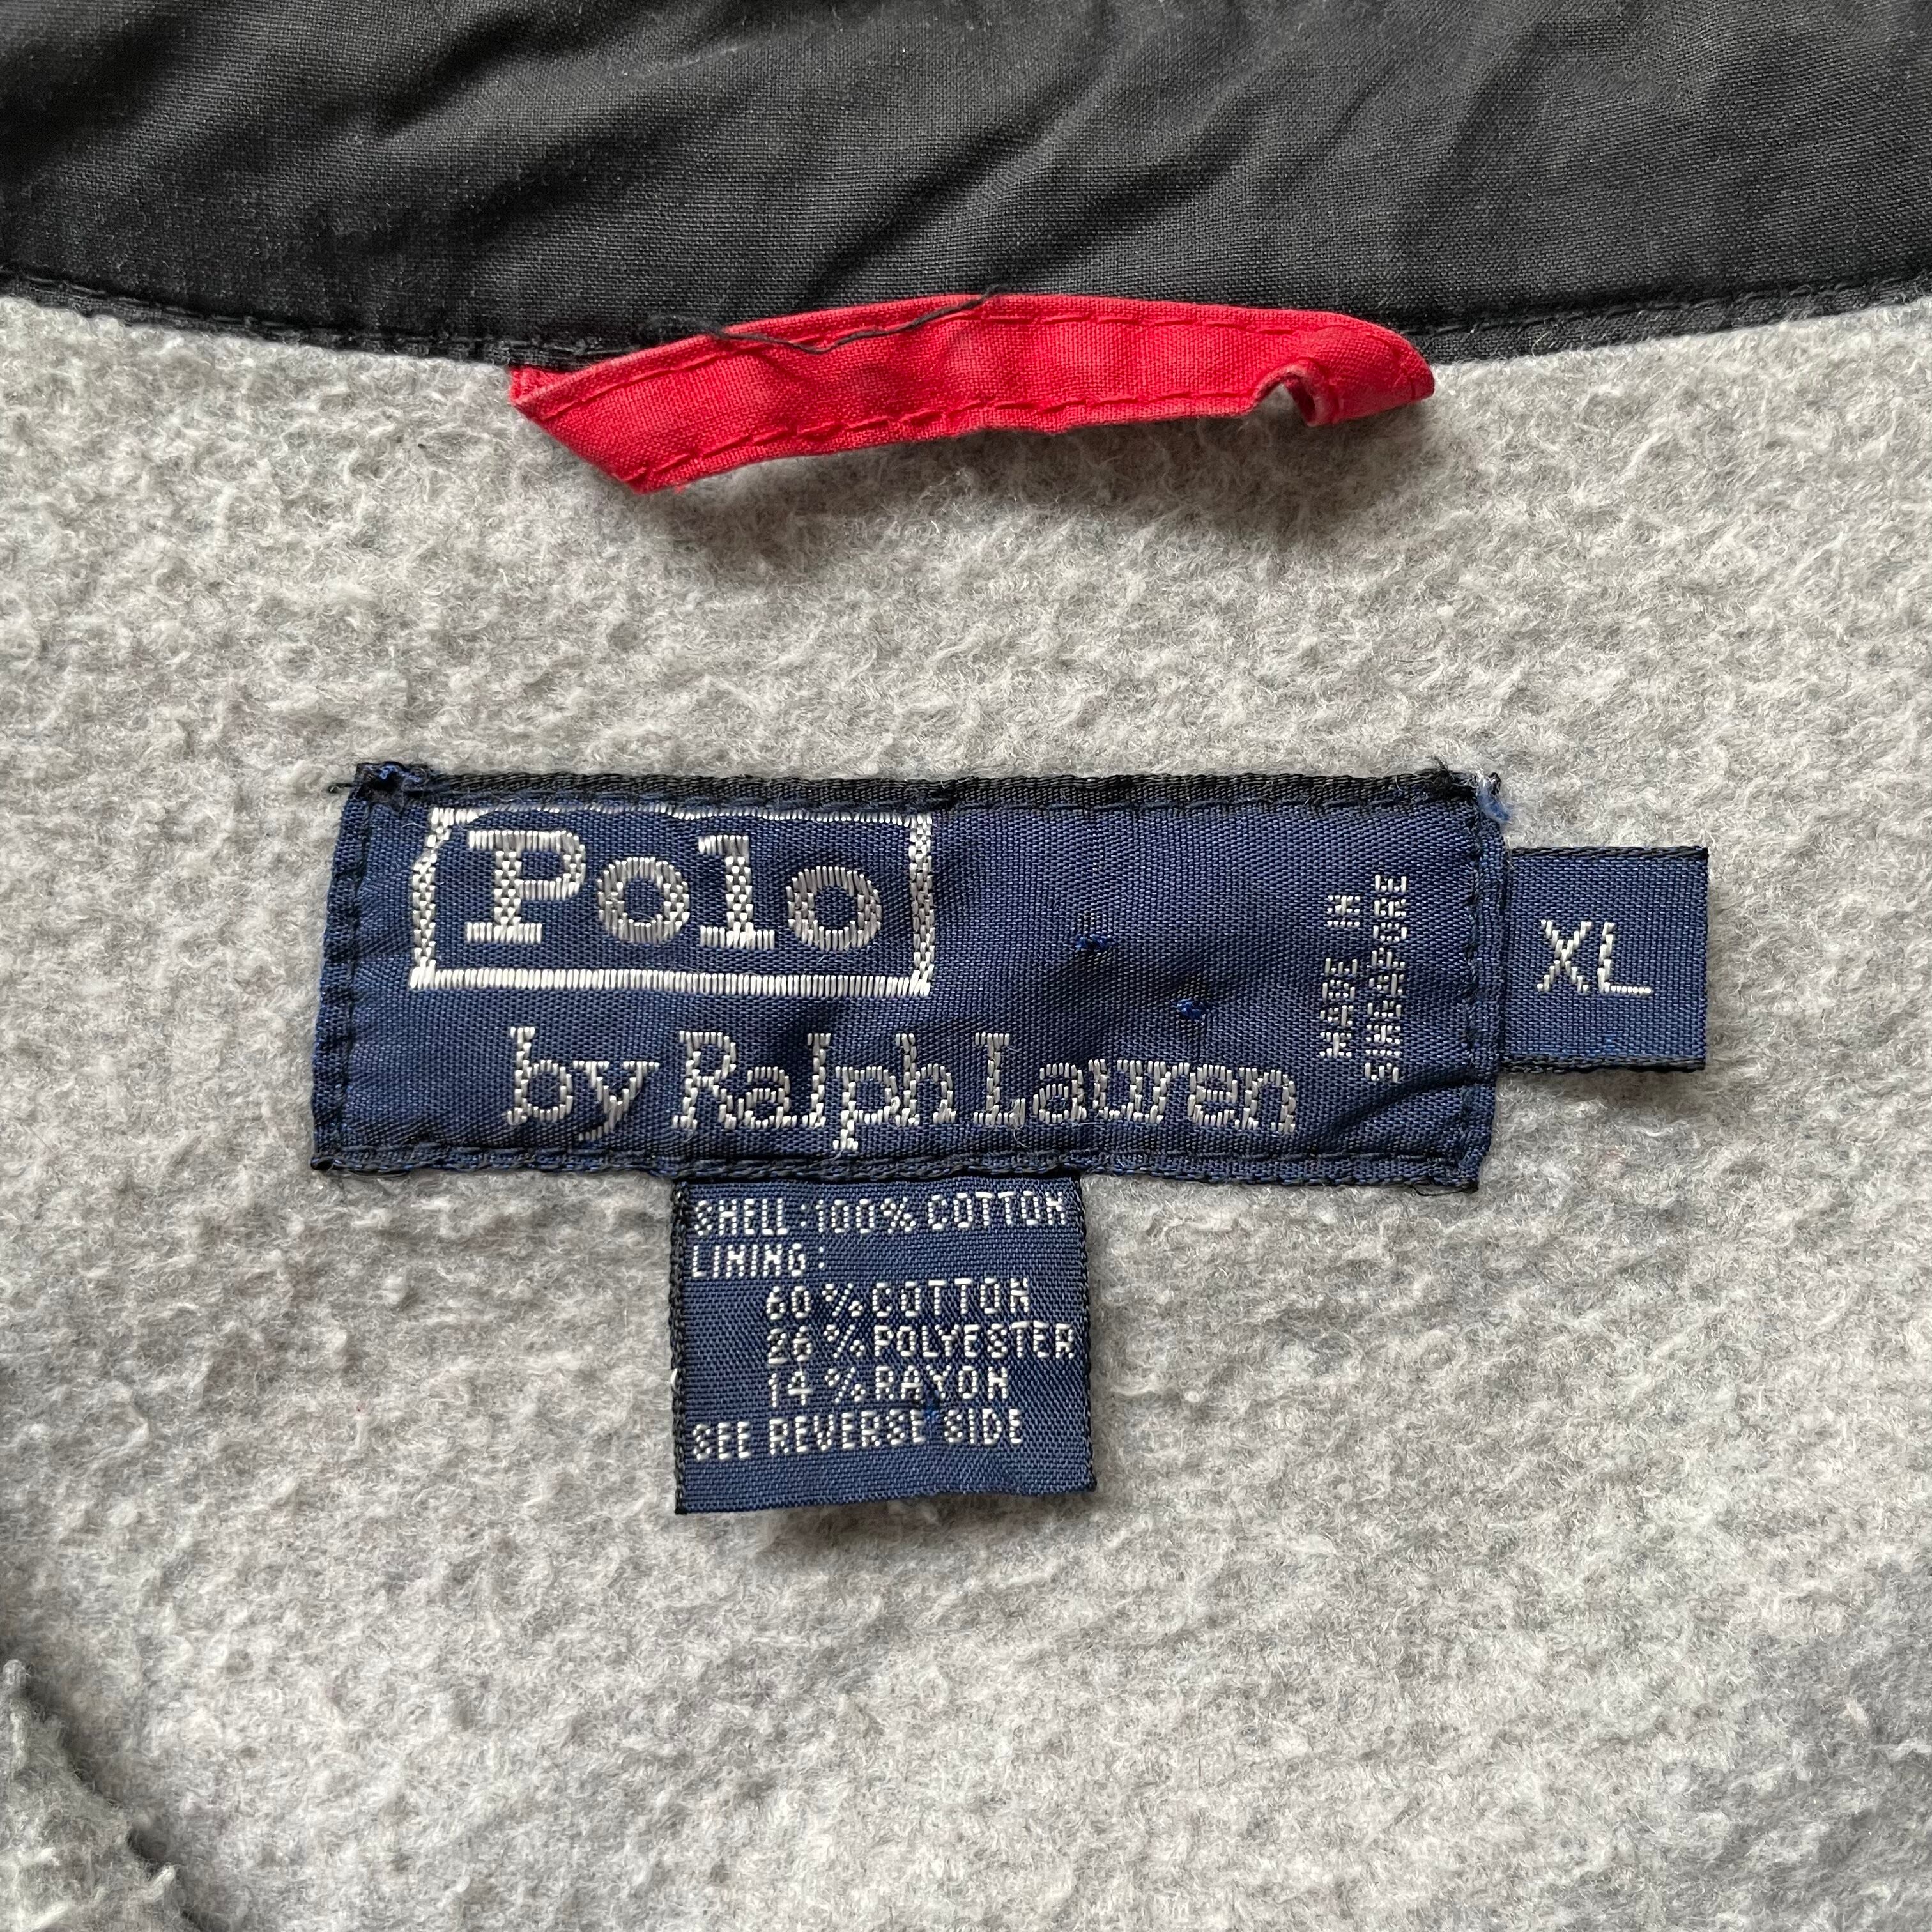 Polo
by Ralph Lauren
MADE IN
SINGAPORE
XL
SHELL:100% COTTON
LINING:
60% COTTON
26% POLYESTER
14% RAYON
SEE REVERSE SIDE